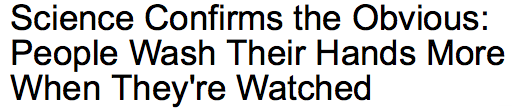 Science Confirms the Obvious:
People Wash Their Hands More
When They're Watched